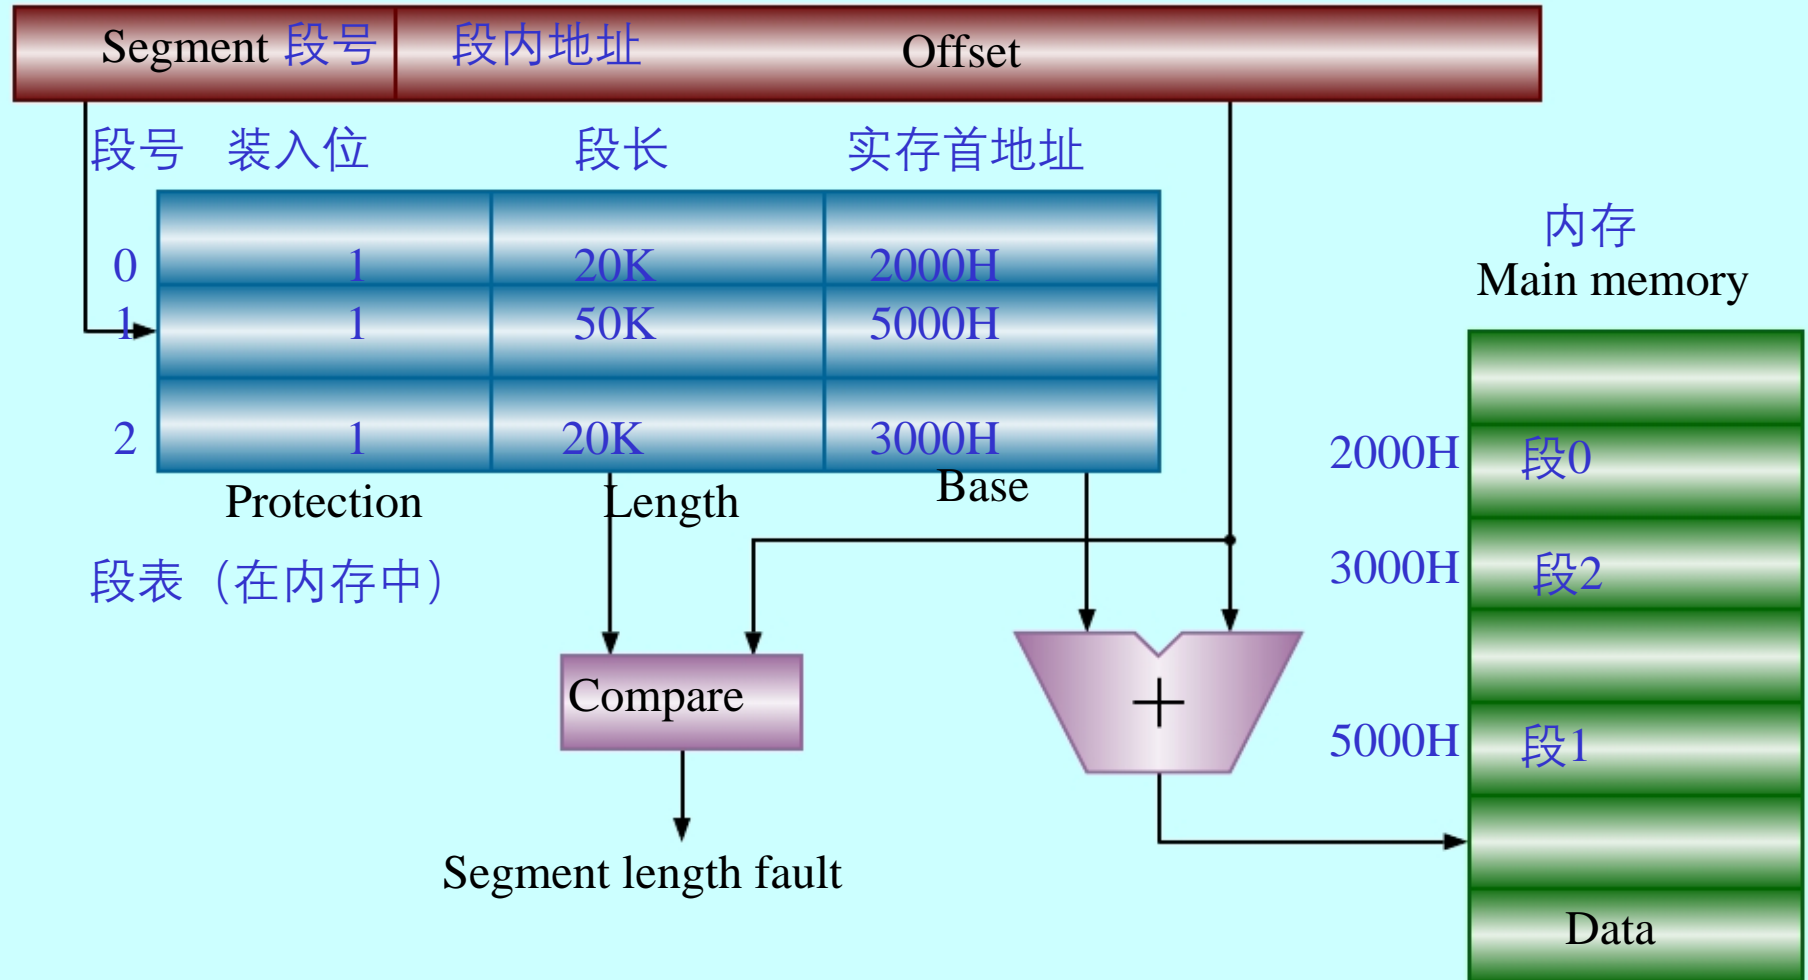 Segment 段号 段内地址 Offset
段号 装入位 段长 实存首地址
0 1 20K 2000H
1 1 50K 5000H
2 1 20K 3000H
Protection Length Base
段表（在内存中）
Compare
+
Segment length fault
内存
Main memory
2000H 段0
3000H 段2
5000H 段1
Data